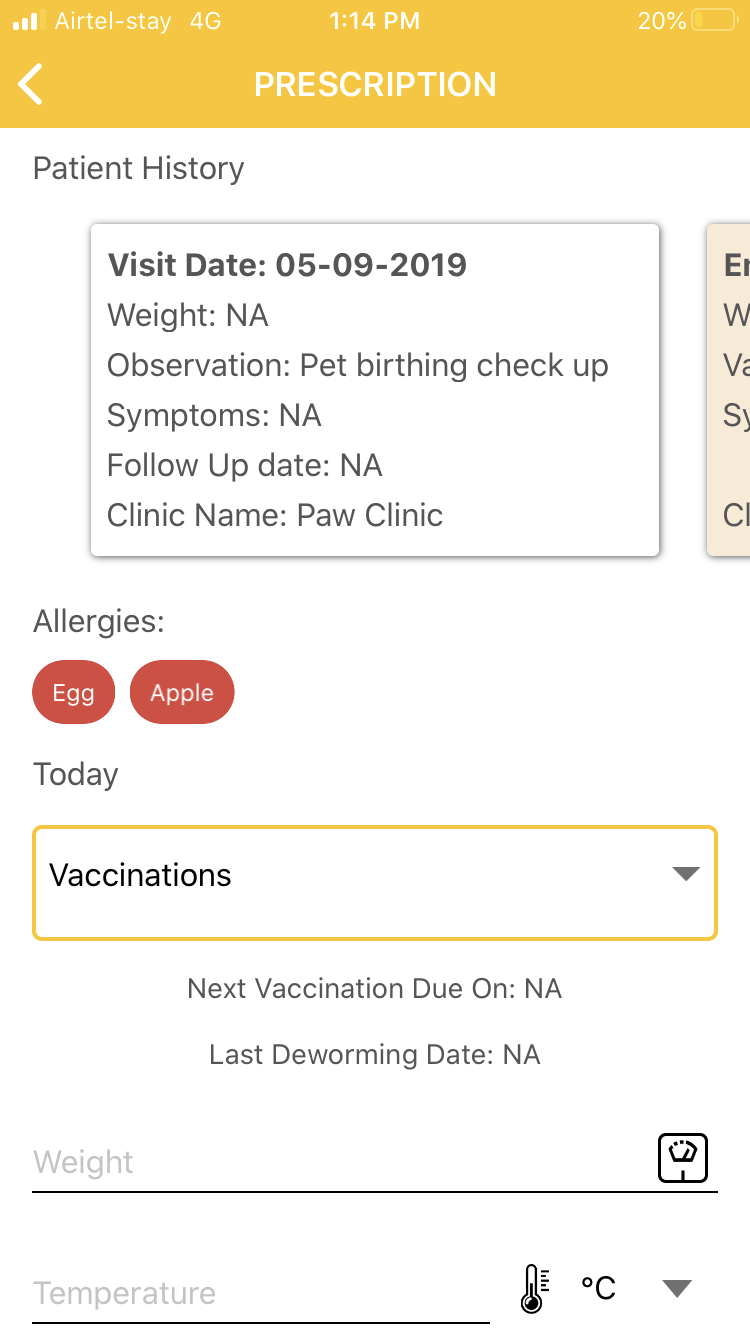 Airtel-stay 4G 1:14 PM 20%
PRESCRIPTION
Patient History
Visit Date: 05-09-2019
Weight: NA
Observation: Pet birthing check up
Symptoms: NA
Follow Up date: NA
Clinic Name: Paw Clinic
Allergies:
Egg Apple
Today
Vaccinations
Next Vaccination Due On: NA
Last Deworming Date: NA
Weight
Temperature °C